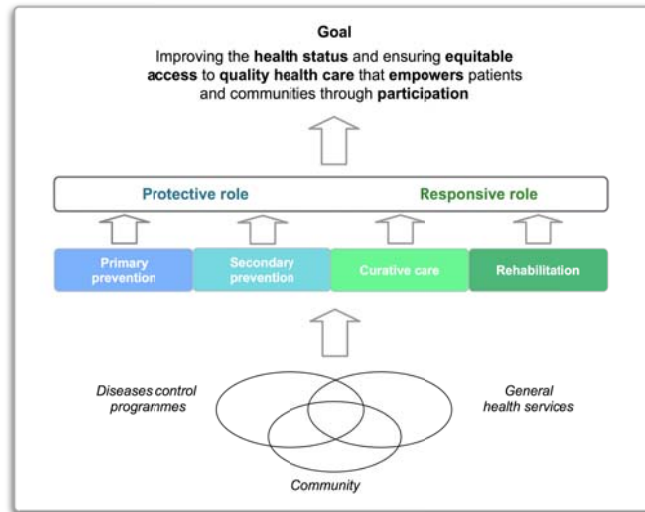 Goal
Improving the health status and ensuring equitable
access to quality health care that empowers patients
and communities through participation
Protective role
Responsive role
Primary
prevention
Secondary
prevention
Curative care
Rehabilitation
Diseases control
programmes
General
health services
Community